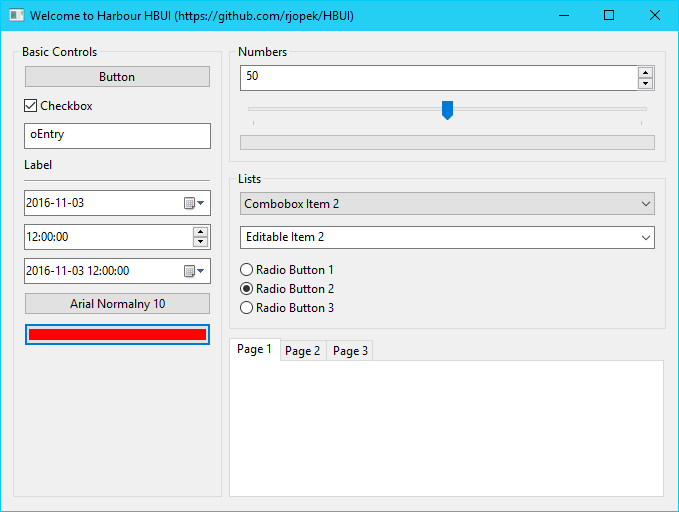 Welcome to Harbour HBUI (https://github.com/rjopek/HBUI)
Basic Controls
Button
Checkbox
oEntry
Label
2016-11-03
12:00:00
2016-11-03 12:00:00
Arial Normalny 10
Numbers
50
Lists
Combobox Item 2
Editable Item 2
Radio Button 1
Radio Button 2
Radio Button 3
Page 1 Page 2 Page 3